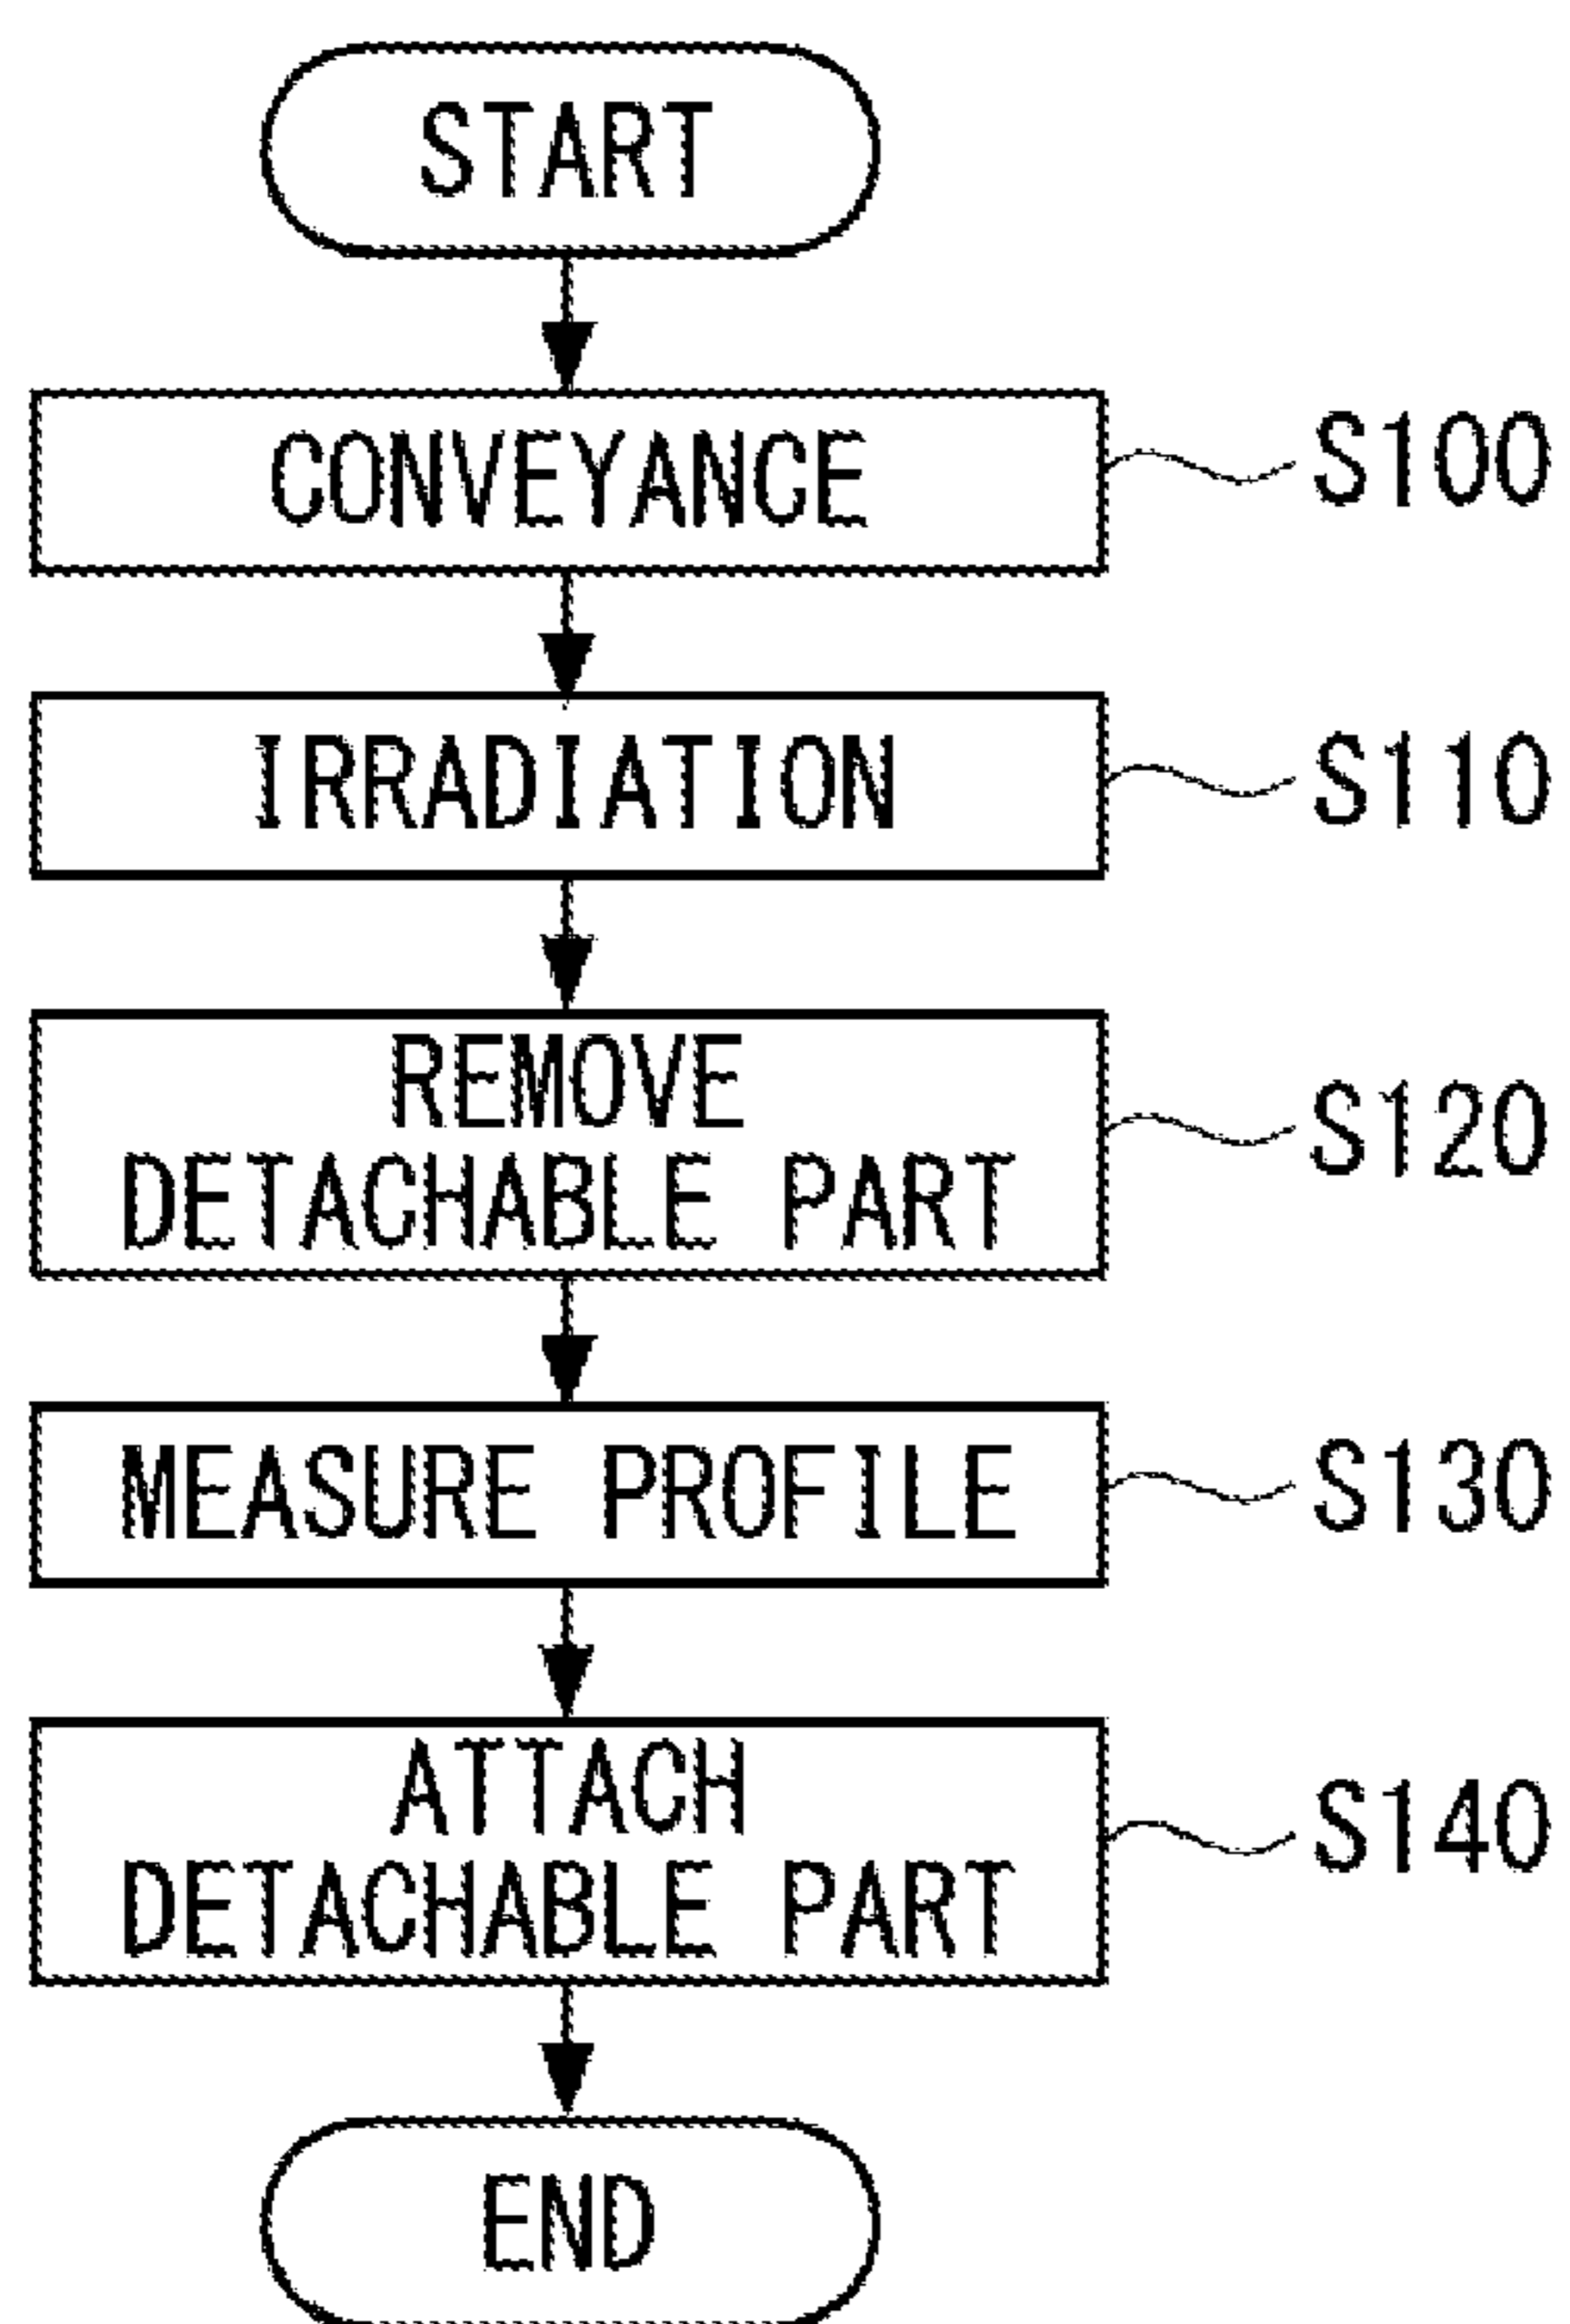 START
CONVEYANCE
S100
IRRADIATION
S110
REMOVE
DETACHABLE PART
S120
MEASURE PROFILE
S130
ATTACH
DETACHABLE PART
S140
END